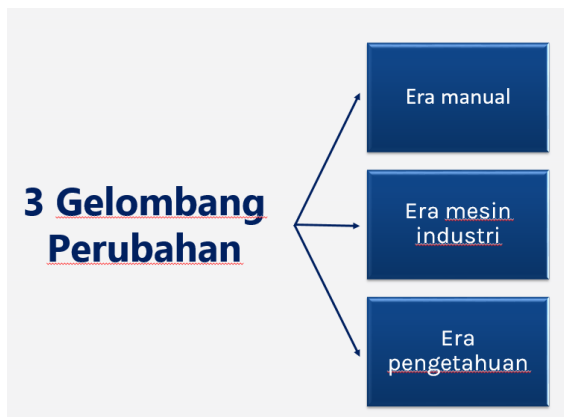 3 Gelombang
Perubahan
Era manual
Era mesin
industri
Era
pengetahuan